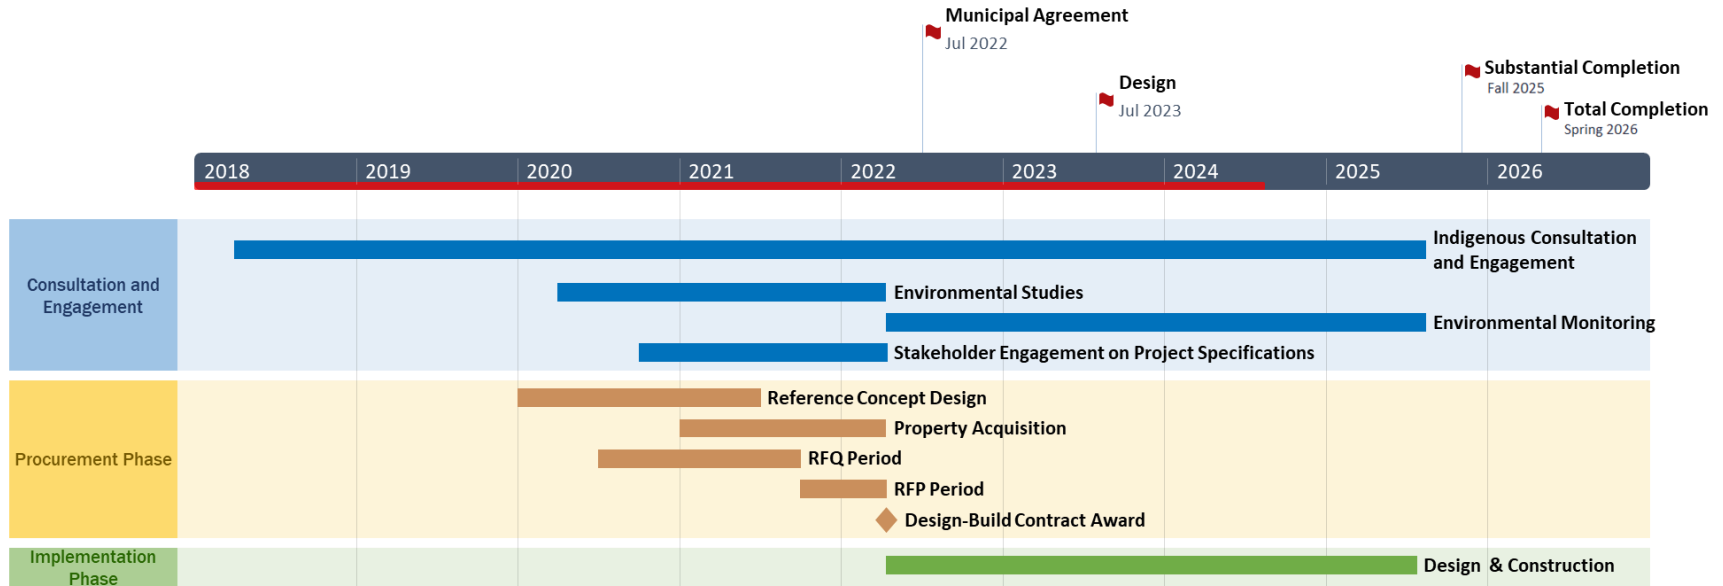 Municipal Agreement
Jul 2022
Substantial Completion
Fall 2025
Design
Jul 2023
Total Completion
Spring 2026
2018 2019 2020 2021 2022 2023 2024 2025 2026
Consultation and
Engagement
Indigenous Consultation
and Engagement
Environmental Studies
Environmental Monitoring
Stakeholder Engagement on Project Specifications
Procurement Phase
Reference Concept Design
Property Acquisition
RFQ Period
RFP Period
Design-Build Contract Award
Implementation
Phase
Design & Construction